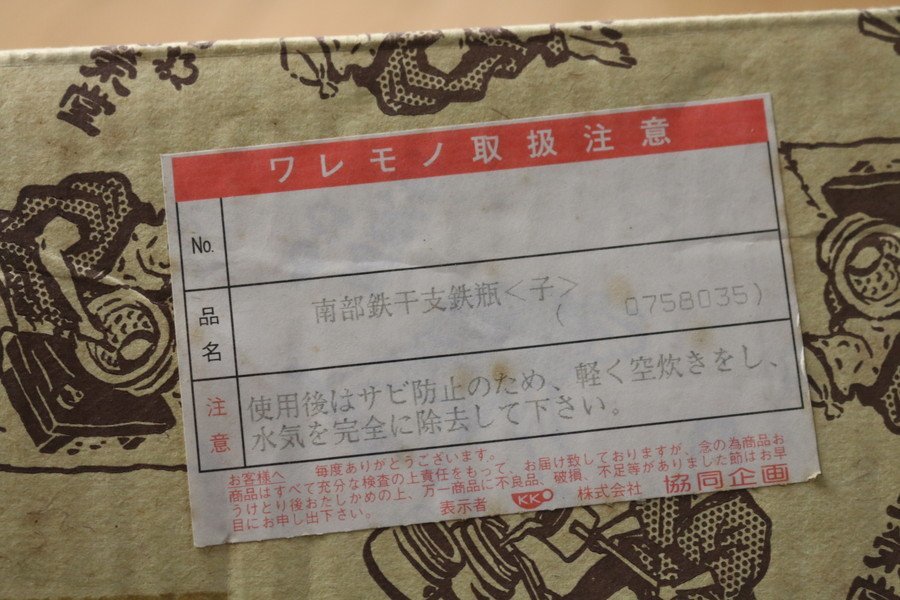 ワレモノ取扱注意
No.
品名
南部鉄干支鉄瓶<子>
( 0758035)
注意
使用後はサビ防止のため、軽く空炊きをし、
水気を完全に除去して下さい。
お客様へ 毎度ありがとうございます。
商品はすべて充分な検査の上責任をもって、お届け致しておりますが、念の為商品お
うけとり後おたしかめの上、万一商品に不良品、破損、不足等がありました節はお早
目にお申し出下さい。
表示者 KKO 株式会社 協同企画